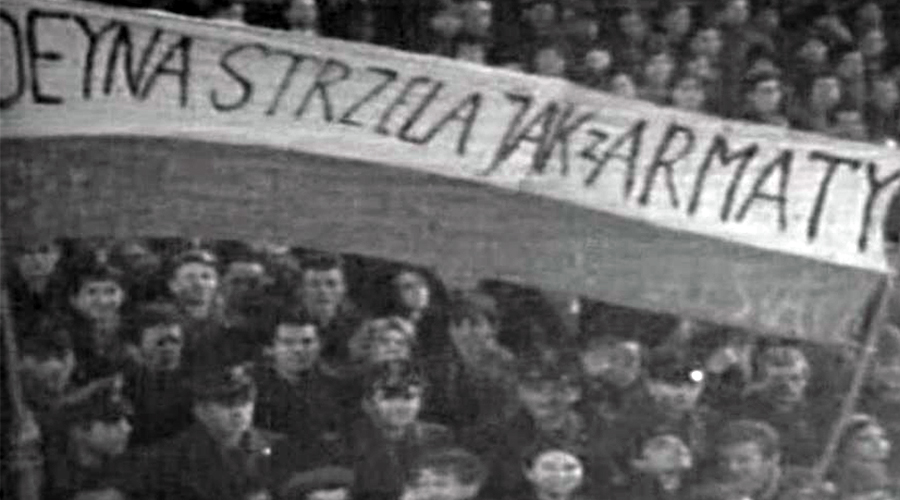 DEYNA STRZELA JAK z ARMATY